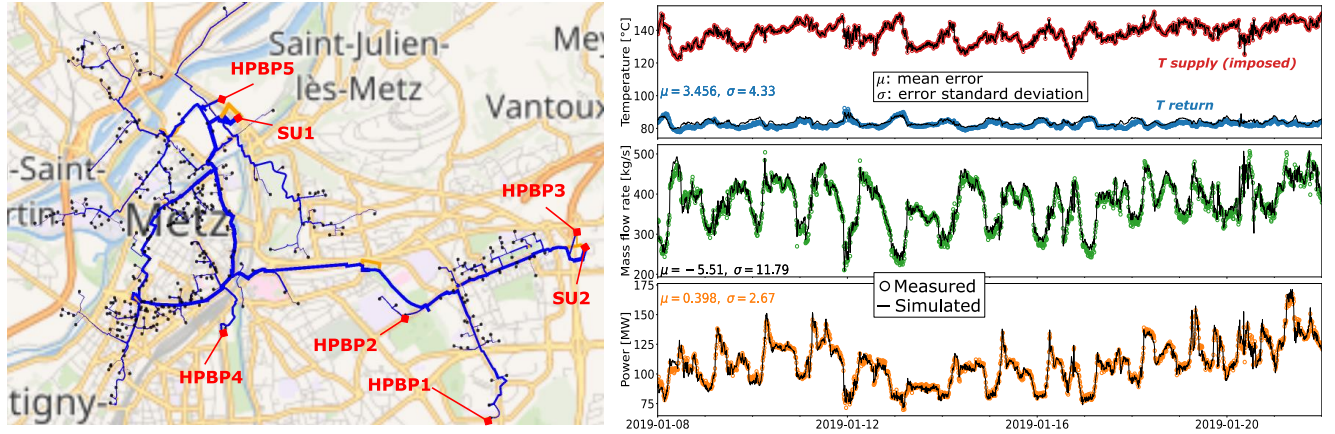 Saint-Julien-
lès-Metz
Mey
Vantoux
-Saint-
rtin
Metz
tigny-
HPBP5
SU1
HPBP3
SU2
HPBP2
HPBP4
HPBP1
Temperature [°C]
140
120
100
80
T supply (imposed)
μ: mean error
σ: error standard deviation
μ = 3.456, σ = 4.33
T return
Mass flow rate [kg/s]
500
400
300
200
μ = −5.51, σ = 11.79
Measured
Simulated
Power [MW]
175
150
125
100
75
μ = 0.398, σ = 2.67
2019-01-08
2019-01-12
2019-01-16
2019-01-20